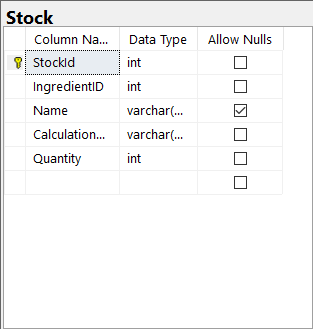 Stock
Column Na... Data Type Allow Nulls
StockId int
IngredientID int
Name varchar(...
Calculation... varchar(...
Quantity int